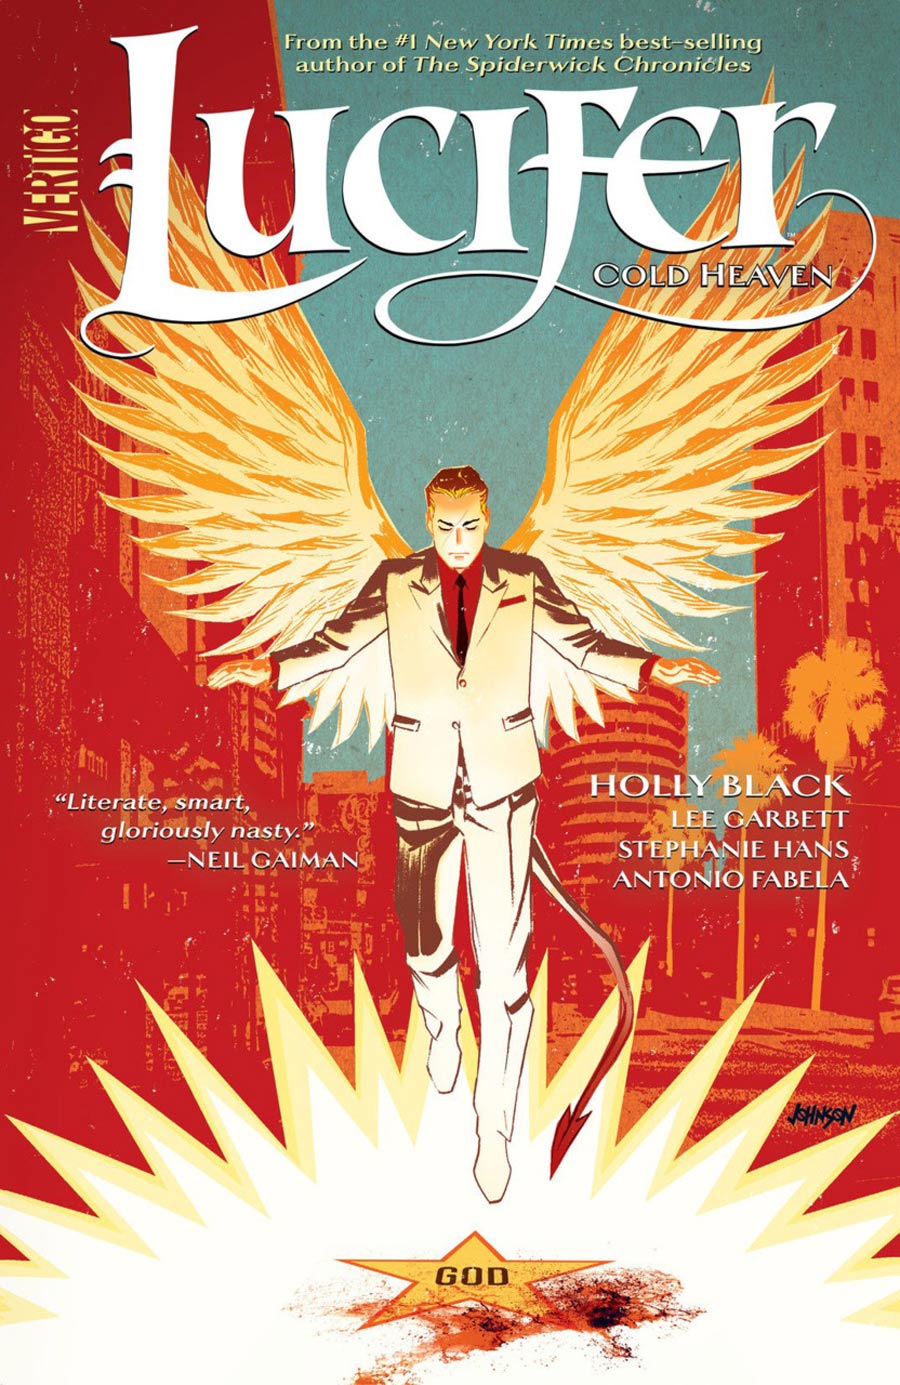 From the #1 New York Times best-selling
author of The Spiderwick Chronicles
VERTIGO
Lucifer
™
COLD HEAVEN
"Literate, smart,
gloriously nasty."
—NEIL GAIMAN
HOLLY BLACK
LEE GARBETT
STEPHANIE HANS
ANTONIO FABELA
JOHNSON
GOD